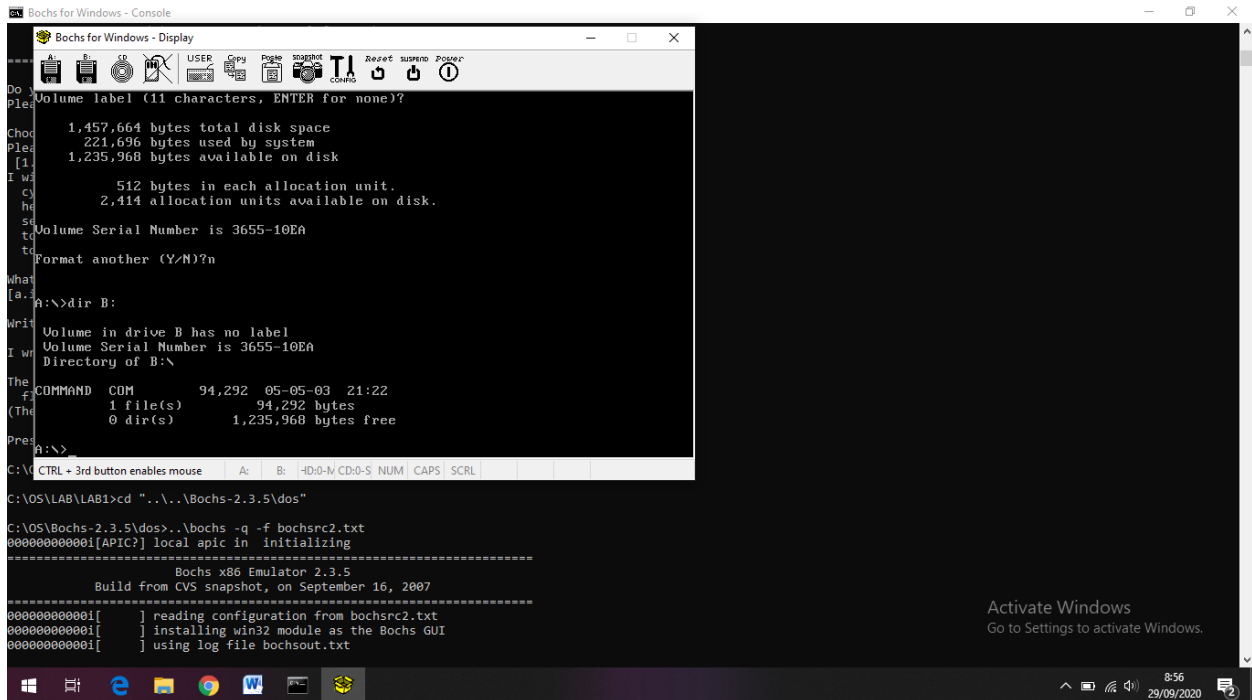 Bochs for Windows - Console
Bochs for Windows - Display
A: B: CD USER Copy Paste snapshot CONFIG Reset SUSPEND Power
Volume label (11 characters, ENTER for none)?
1,457,664 bytes total disk space
221,696 bytes used by system
1,235,968 bytes available on disk
512 bytes in each allocation unit.
2,414 allocation units available on disk.
Volume Serial Number is 3655-10EA
Format another (Y/N)?n
A:\>dir B:
Volume in drive B has no label
Volume Serial Number is 3655-10EA
Directory of B:\
COMMAND COM 94,292 05-05-03 21:22
1 file(s) 94,292 bytes
0 dir(s) 1,235,968 bytes free
A:\>_
CTRL + 3rd button enables mouse A: B: HD:0-M CD:0-S NUM CAPS SCRL
C:\OS\LAB\LAB1>cd "..\..\Bochs-2.3.5\dos"
C:\OS\Bochs-2.3.5\dos>..\bochs -q -f bochsrc2.txt
00000000000i[APIC?] local apic in initializing
========================================================================
Bochs x86 Emulator 2.3.5
Build from CVS snapshot, on September 16, 2007
========================================================================
00000000000i[ ] reading configuration from bochsrc2.txt
00000000000i[ ] installing win32 module as the Bochs GUI
00000000000i[ ] using log file bochsout.txt
Activate Windows
Go to Settings to activate Windows.
8:56
29/09/2020
2